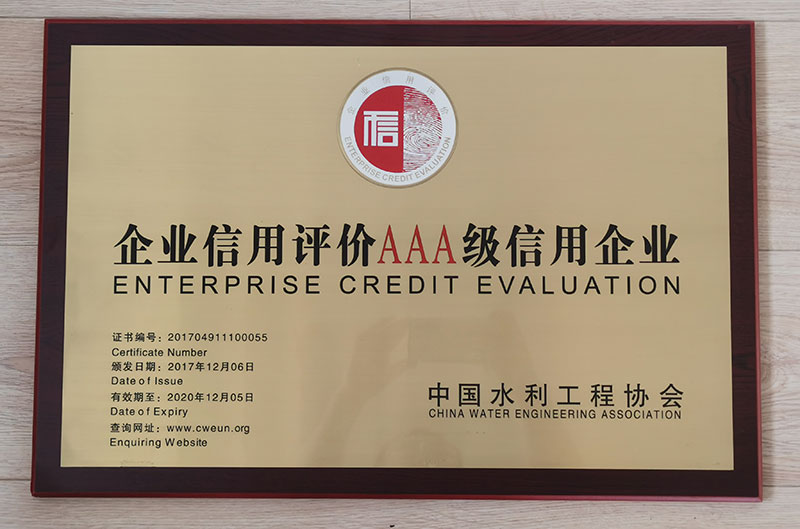 企业信用评价
信
ENTERPRISE CREDIT EVALUATION
企业信用评价AAA级信用企业
ENTERPRISE CREDIT EVALUATION
证书编号：201704911100055
Certificate Number
颁发日期：2017年12月06日
Date of Issue
有效期至：2020年12月05日
Date of Expiry
查询网址：www.cweun.org
Enquiring Website
中国水利工程协会
CHINA WATER ENGINEERING ASSOCIATION